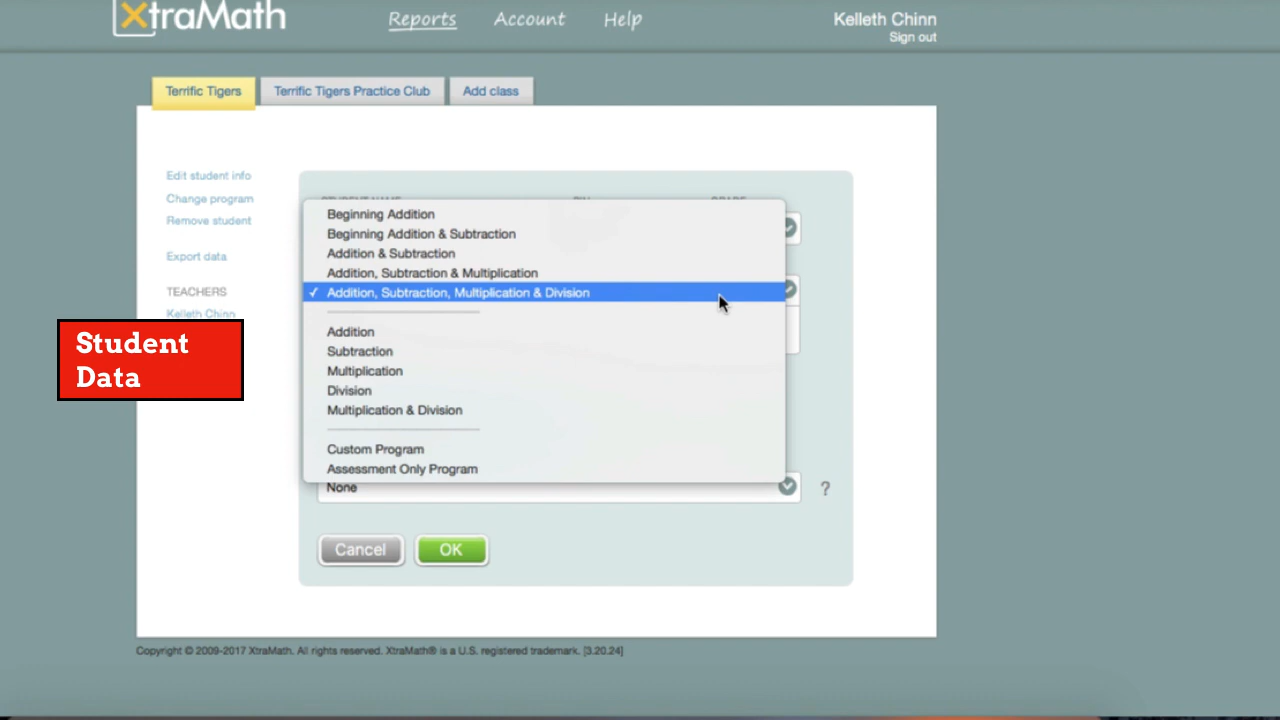 XtraMath
Reports
Account
Help
Kelleth Chinn
Sign out
Terrific Tigers
Terrific Tigers Practice Club
Add class
Edit student info
Change program
Remove student
Export data
TEACHERS
Kelleth Chinn
Student
Data
Beginning Addition
Beginning Addition & Subtraction
Addition & Subtraction
Addition, Subtraction & Multiplication
✓ Addition, Subtraction, Multiplication & Division
Addition
Subtraction
Multiplication
Division
Multiplication & Division
Custom Program
Assessment Only Program
None
?
Cancel
OK
Copyright © 2009-2017 XtraMath. All rights reserved. XtraMath® is a U.S. registered trademark. [3.20.24]